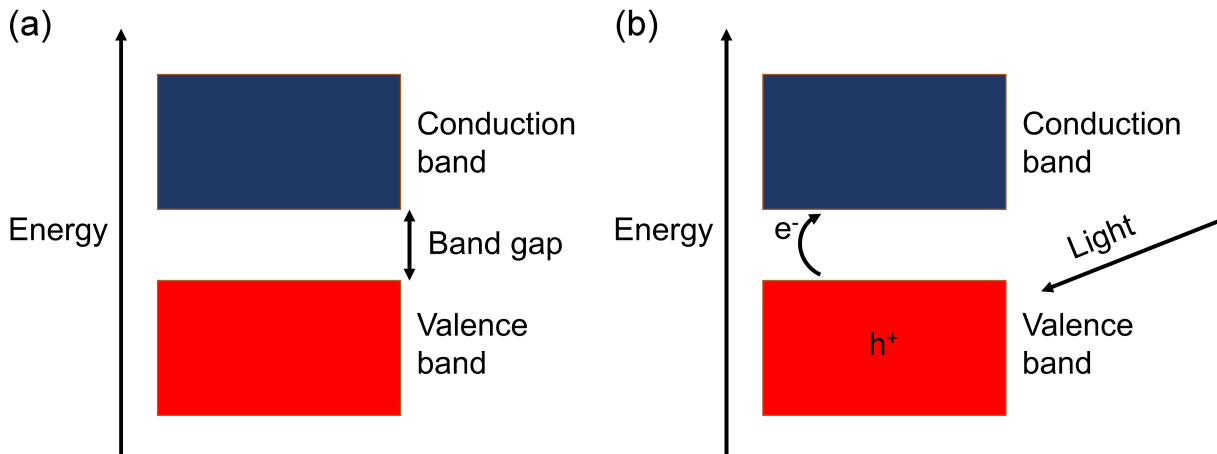 (a)
Conduction
band
Energy
Band gap
Valence
band
(b)
Conduction
band
Energy
e⁻
Light
h⁺
Valence
band